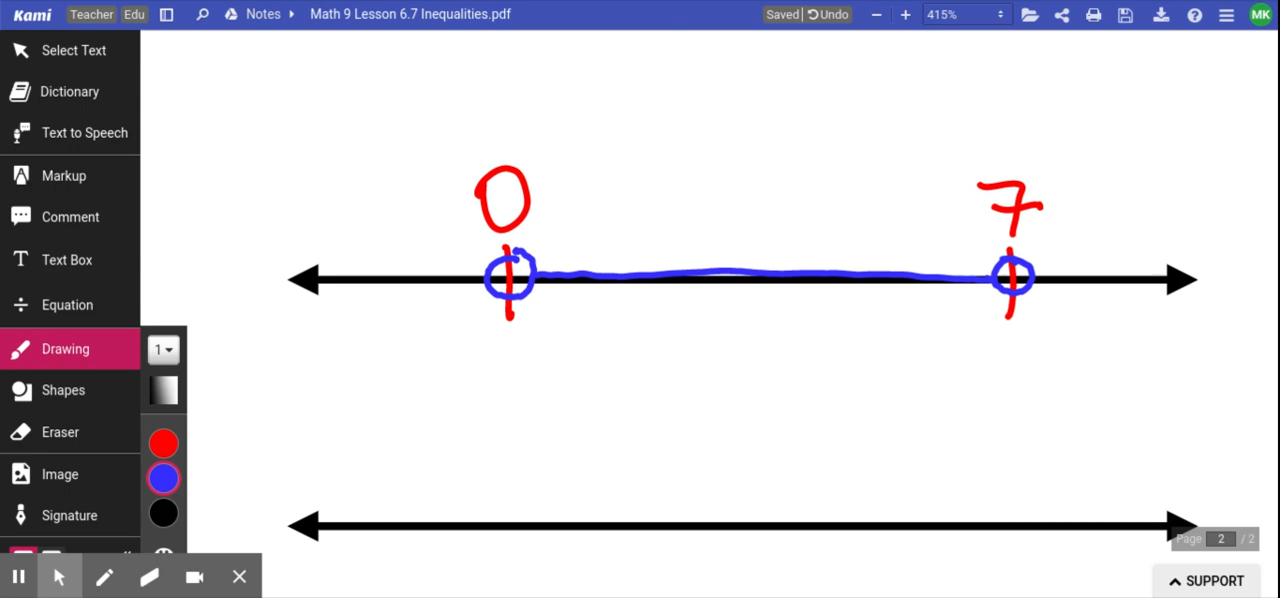 Kami Teacher Edu Notes Math 9 Lesson 6.7 Inequalities.pdf Saved Undo 415% MK
Select Text
Dictionary
Text to Speech
Markup
Comment
Text Box
Equation
Drawing
Shapes
Eraser
Image
Signature
1
0 7
Page 2 / 2
SUPPORT